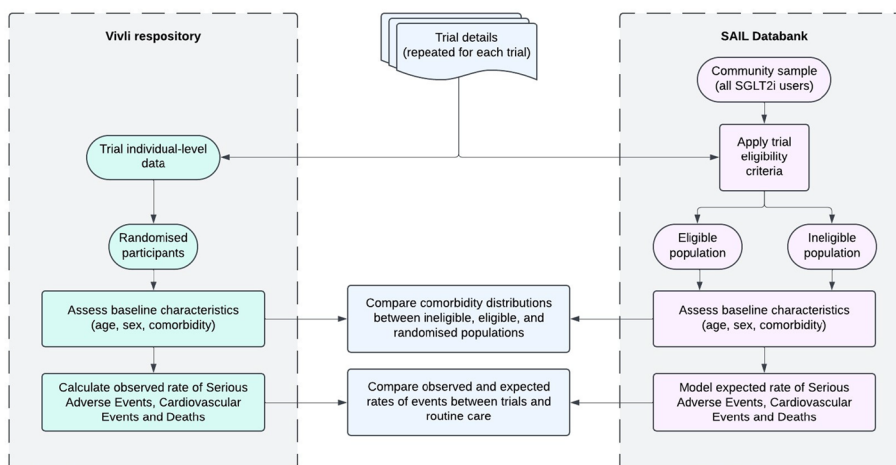 Vivli respository
Trial details
(repeated for each trial)
SAIL Databank
Community sample
(all SGLT2i users)
Trial individual-level
data
Apply trial
eligibility
criteria
Randomised
participants
Eligible
population
Ineligible
population
Assess baseline characteristics
(age, sex, comorbidity)
Compare comorbidity distributions
between ineligible, eligible, and
randomised populations
Assess baseline characteristics
(age, sex, comorbidity)
Calculate observed rate of Serious
Adverse Events, Cardiovascular
Events and Deaths
Compare observed and expected
rates of events between trials and
routine care
Model expected rate of Serious
Adverse Events, Cardiovascular
Events and Deaths